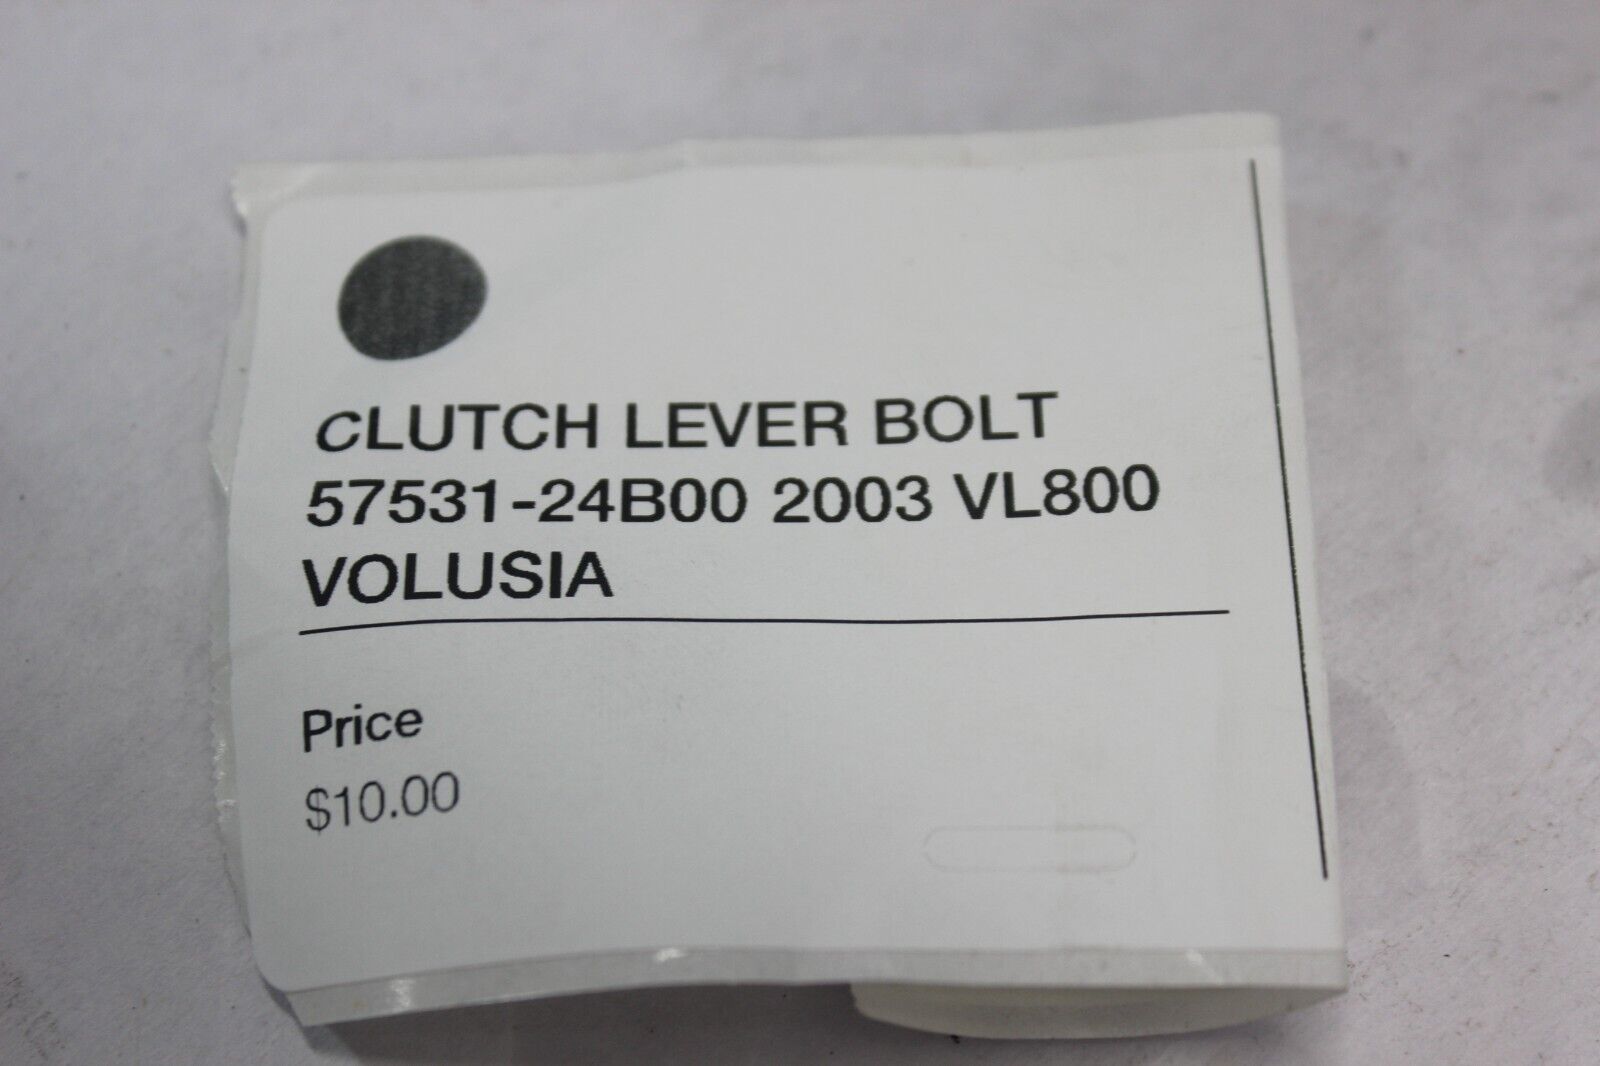 CLUTCH LEVER BOLT
57531-24B00 2003 VL800
VOLUSIA
Price
$10.00